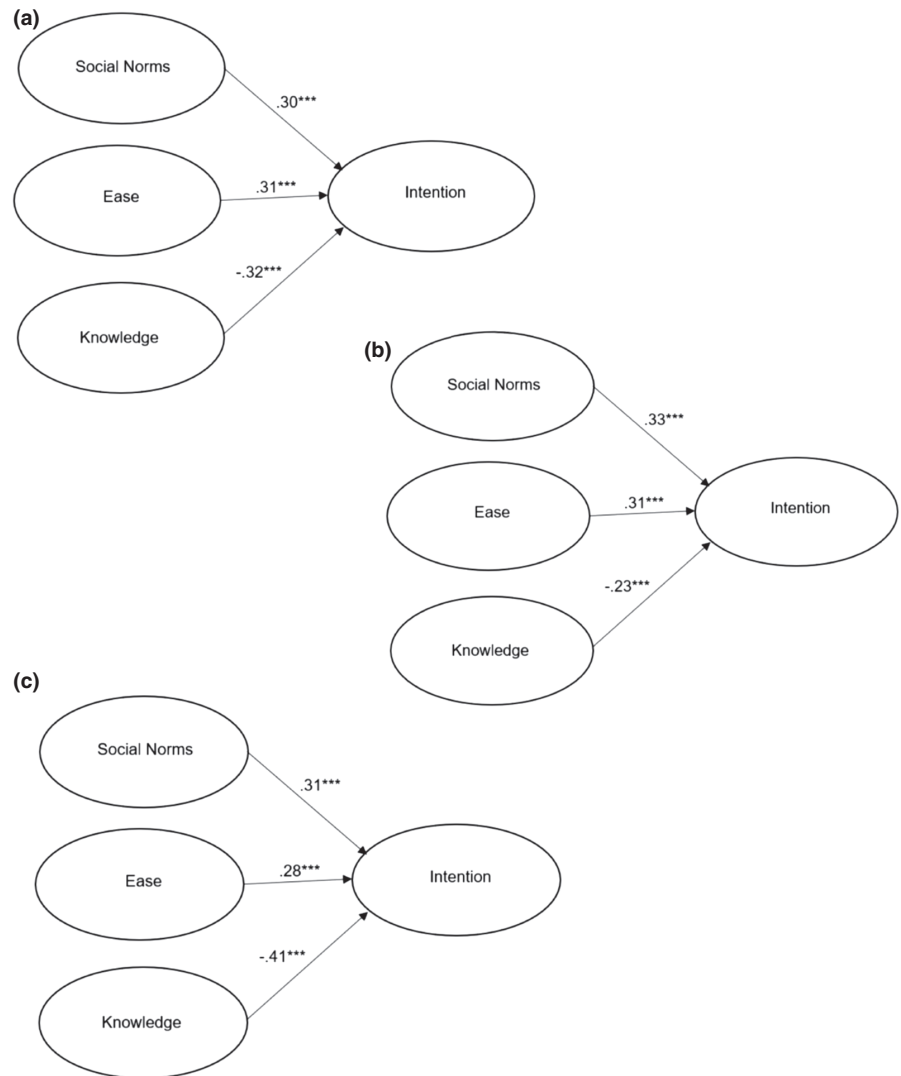 (a)
Social Norms
.30***
Ease
.31***
Intention
-.32***
Knowledge
(b)
Social Norms
.33***
Ease
.31***
Intention
-.23***
Knowledge
(c)
Social Norms
.31***
Ease
.28***
Intention
-.41***
Knowledge